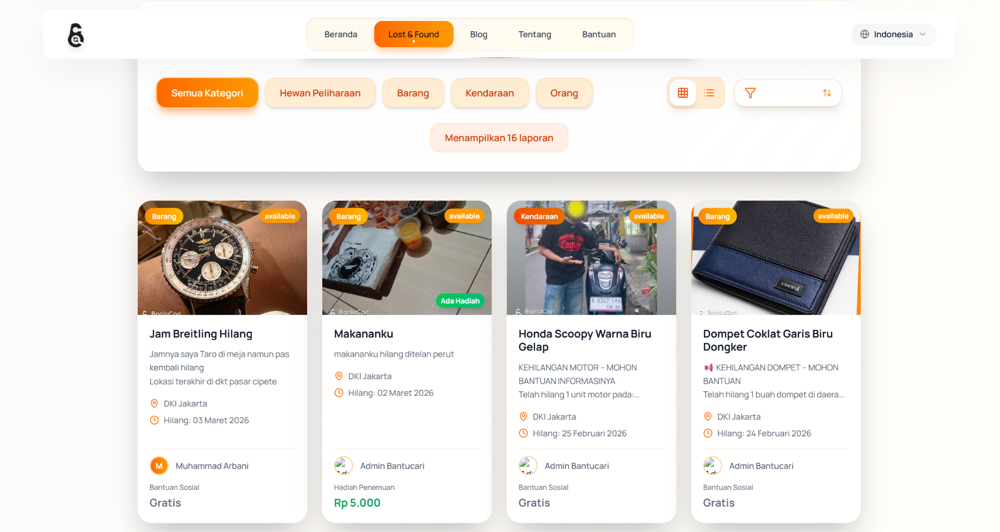 Beranda
Lost & Found
Blog
Tentang
Bantuan
Indonesia
Semua Kategori
Hewan Peliharaan
Barang
Kendaraan
Orang
Menampilkan 16 laporan
Barang
available
BantuCari
Jam Breitling Hilang
Jamnya saya Taro di meja namun pas
kembali hilang
Lokasi terakhir di dkt pasar cipete
DKI Jakarta
Hilang: 03 Maret 2026
M
Muhammad Arbani
Bantuan Sosial
Gratis
Barang
available
Ada Hadiah
BantuCari
Makananku
makananku hilang ditelan perut
DKI Jakarta
Hilang: 02 Maret 2026
Admin Bantucari
Hadiah Penemuan
Rp 5.000
Kendaraan
available
B 5347 TYH
08·30
BantuCari
Honda Scoopy Warna Biru
Gelap
KEHILANGAN MOTOR – MOHON
BANTUAN INFORMASINYA
Telah hilang 1 unit motor pada:...
DKI Jakarta
Hilang: 25 Februari 2026
Admin Bantucari
Bantuan Sosial
Gratis
Barang
available
BantuCari
Dompet Coklat Garis Biru
Dongker
📢 KEHILANGAN DOMPET – MOHON
BANTUAN
Telah hilang 1 buah dompet di daera...
DKI Jakarta
Hilang: 24 Februari 2026
Admin Bantucari
Bantuan Sosial
Gratis